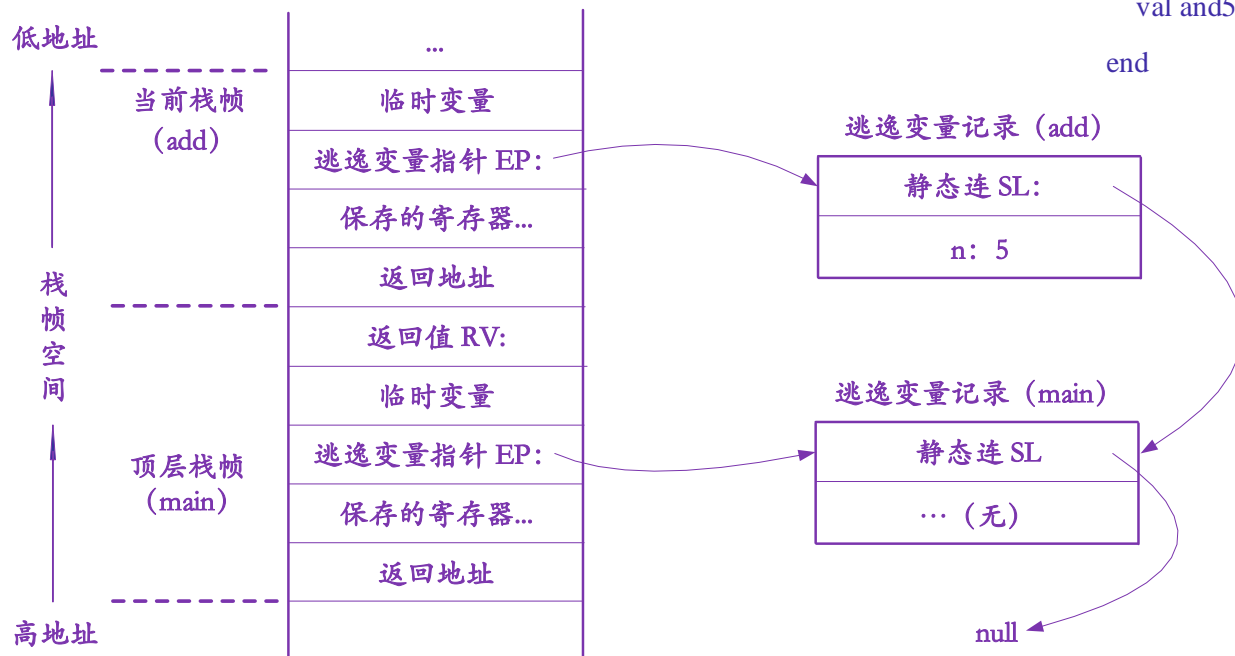 val and5
end
低地址
当前栈帧
(add)
栈
帧
空
间
顶层栈帧
(main)
高地址
...
临时变量
逃逸变量指针 EP:
保存的寄存器...
返回地址
返回值 RV:
临时变量
逃逸变量指针 EP:
保存的寄存器...
返回地址
逃逸变量记录（add）
静态连 SL:
n: 5
逃逸变量记录（main）
静态连 SL
…（无）
null